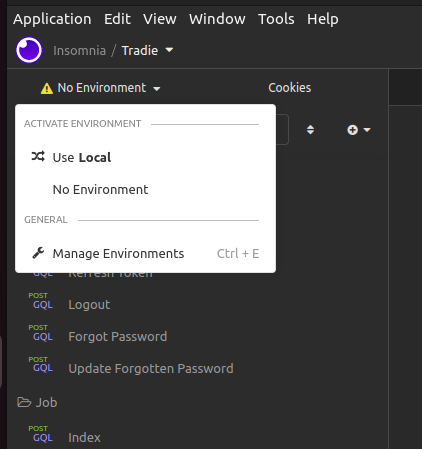 Application Edit View Window Tools Help
Insomnia / Tradie
No Environment Cookies
ACTIVATE ENVIRONMENT
Use Local
No Environment
GENERAL
Manage Environments Ctrl + E
GQL Refresh Token
POST
GQL Logout
POST
GQL Forgot Password
POST
GQL Update Forgotten Password
Job
POST
GQL Index